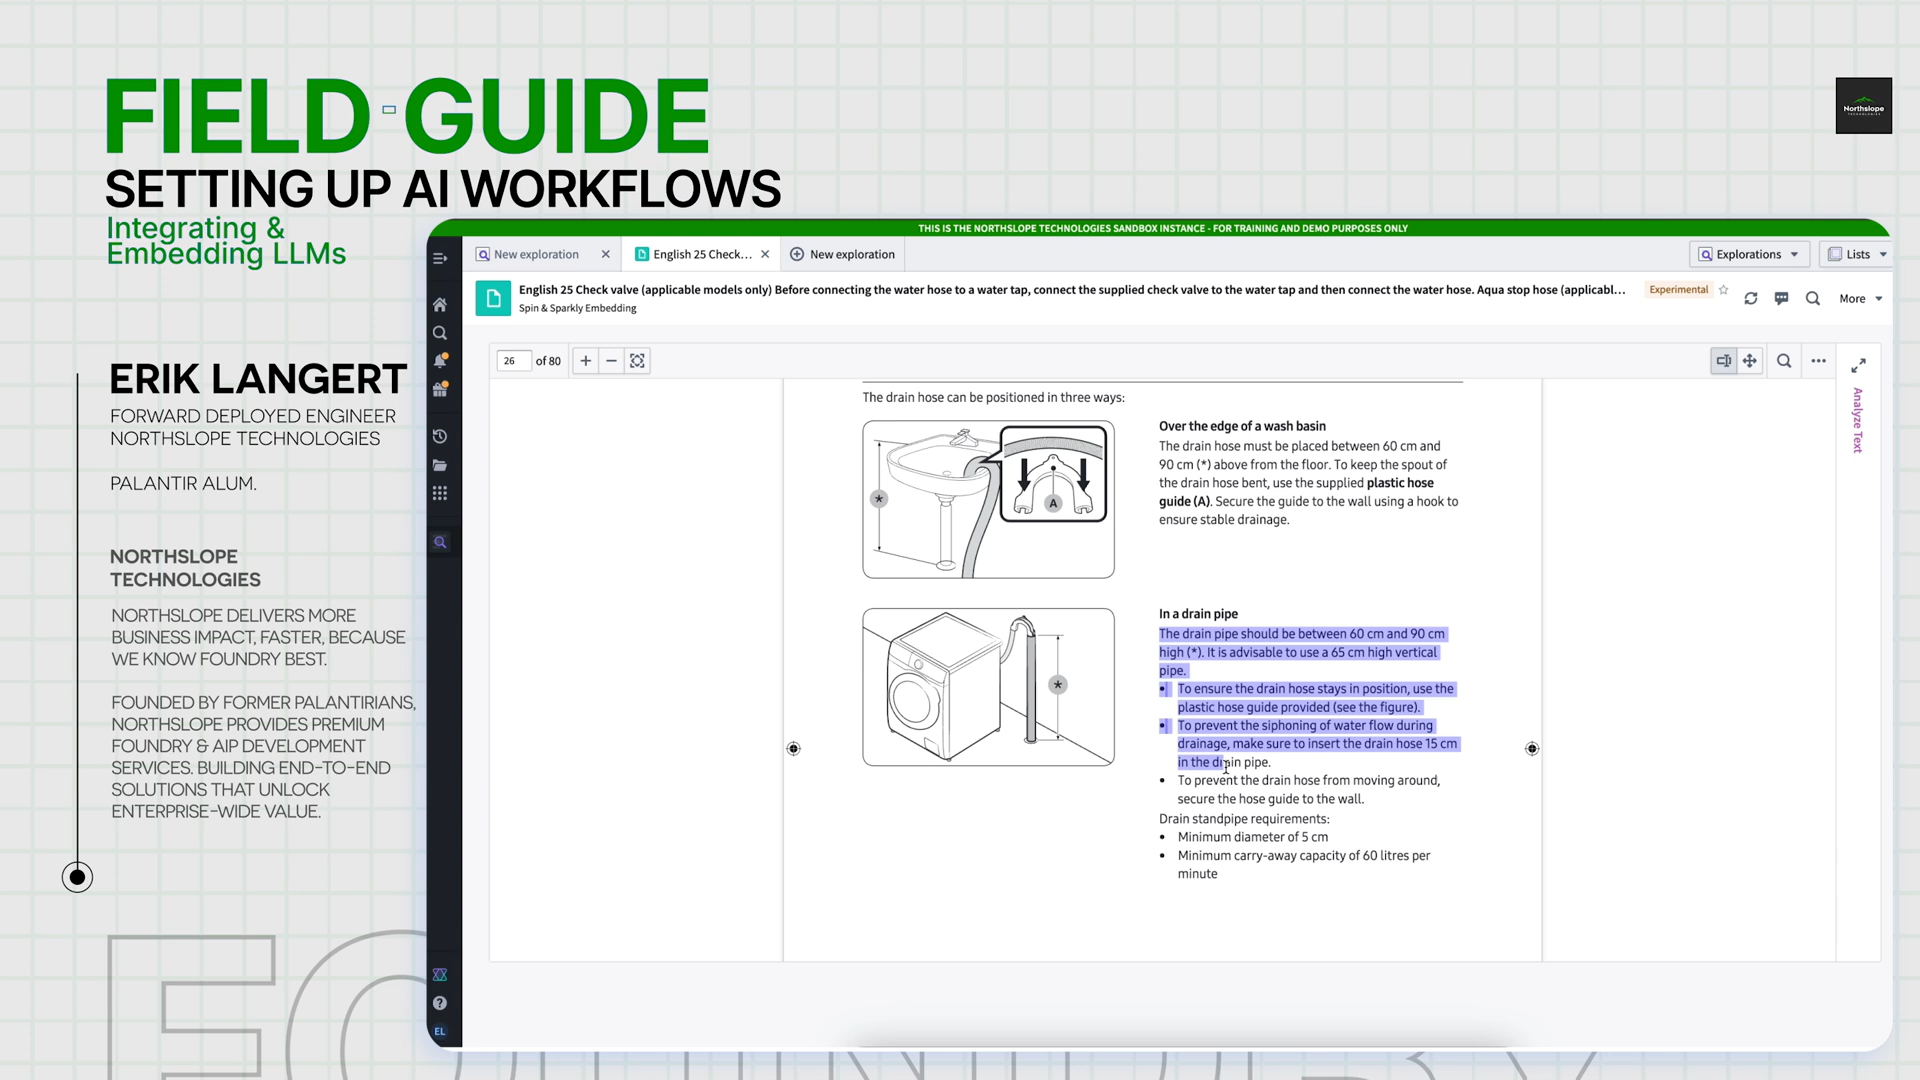 FIELD GUIDE
SETTING UP AI WORKFLOWS
Integrating &
Embedding LLMs
Northslope
TECHNOLOGIES
ERIK LANGERT
FORWARD DEPLOYED ENGINEER
NORTHSLOPE TECHNOLOGIES
PALANTIR ALUM.
NORTHSLOPE
TECHNOLOGIES
NORTHSLOPE DELIVERS MORE
BUSINESS IMPACT, FASTER, BECAUSE
WE KNOW FOUNDRY BEST.
FOUNDED BY FORMER PALANTIRIANS,
NORTHSLOPE PROVIDES PREMIUM
FOUNDRY & AIP DEVELOPMENT
SERVICES. BUILDING END-TO-END
SOLUTIONS THAT UNLOCK
ENTERPRISE-WIDE VALUE.
THIS IS THE NORTHSLOPE TECHNOLOGIES SANDBOX INSTANCE - FOR TRAINING AND DEMO PURPOSES ONLY
New exploration
English 25 Check...
New exploration
Explorations
Lists
English 25 Check valve (applicable models only) Before connecting the water hose to a water tap, connect the supplied check valve to the water tap and then connect the water hose. Aqua stop hose (applicabl...
Spin & Sparkly Embedding
Experimental
More
26 of 80
Analyze Text
The drain hose can be positioned in three ways:
A
Over the edge of a wash basin
The drain hose must be placed between 60 cm and
90 cm (*) above from the floor. To keep the spout of
the drain hose bent, use the supplied plastic hose
guide (A). Secure the guide to the wall using a hook to
ensure stable drainage.
In a drain pipe
The drain pipe should be between 60 cm and 90 cm
high (*). It is advisable to use a 65 cm high vertical
pipe.
• To ensure the drain hose stays in position, use the
plastic hose guide provided (see the figure).
• To prevent the siphoning of water flow during
drainage, make sure to insert the drain hose 15 cm
in the drain pipe.
• To prevent the drain hose from moving around,
secure the hose guide to the wall.
Drain standpipe requirements:
• Minimum diameter of 5 cm
• Minimum carry-away capacity of 60 litres per
minute
EL